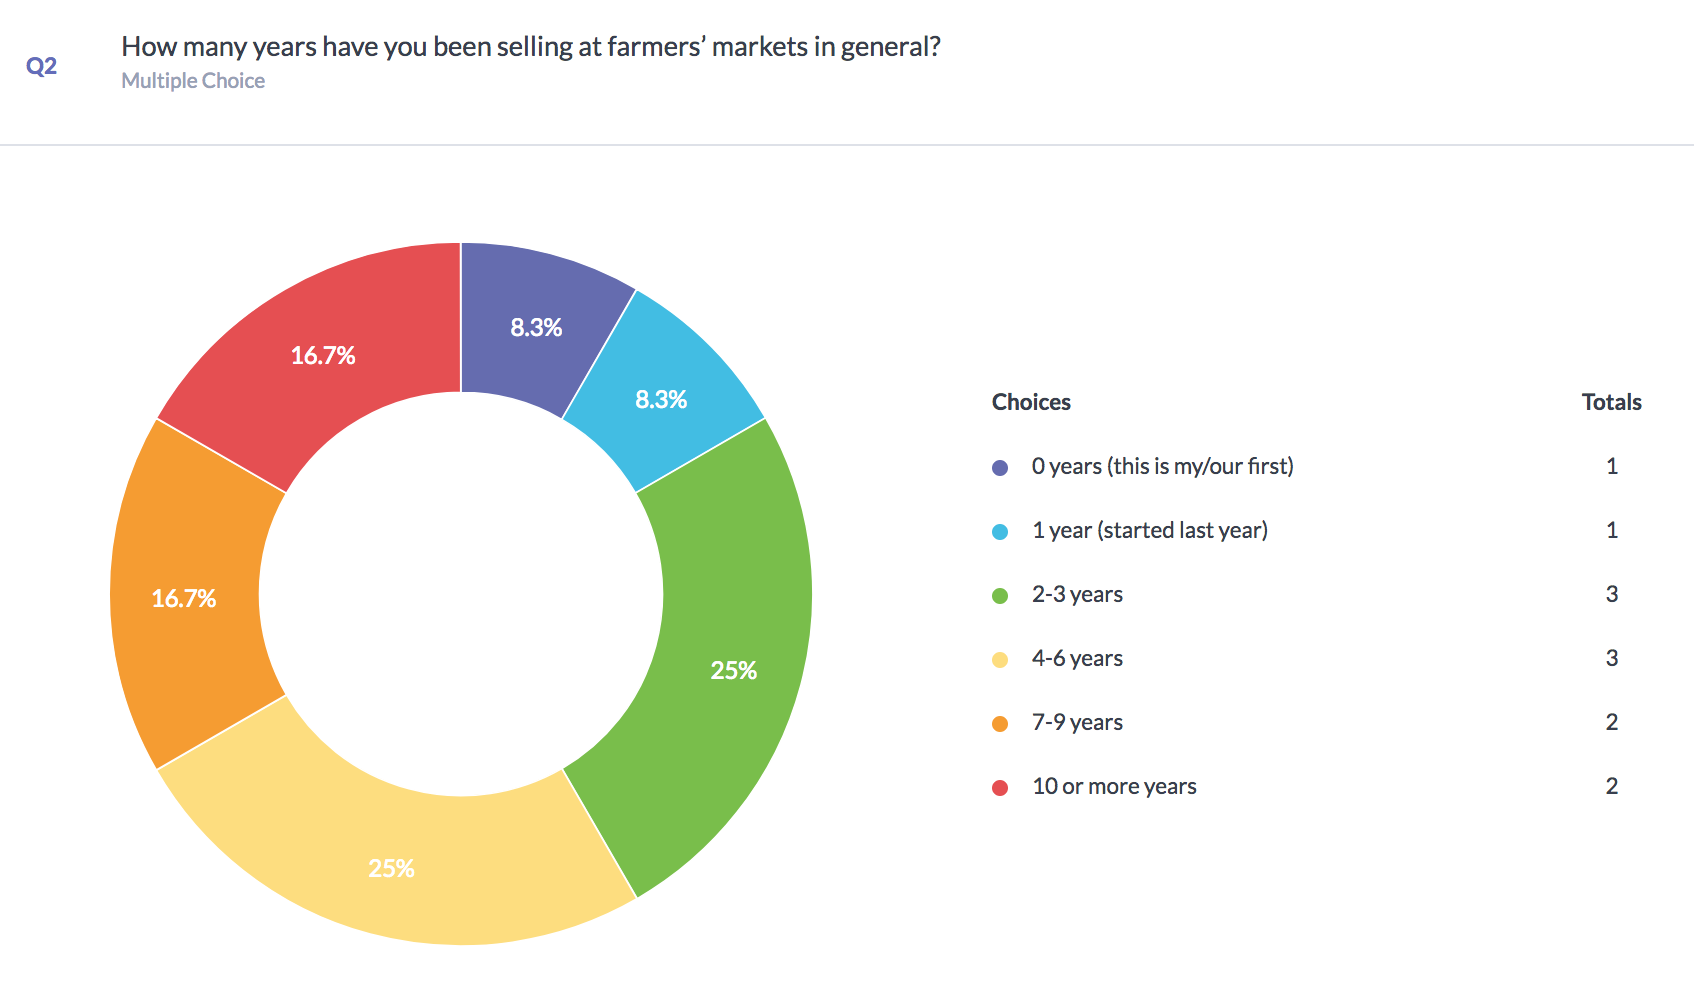 Q2
How many years have you been selling at farmers’ markets in general?
Multiple Choice
8.3%
8.3%
25%
25%
16.7%
16.7%
Choices Totals
0 years (this is my/our first) 1
1 year (started last year) 1
2-3 years 3
4-6 years 3
7-9 years 2
10 or more years 2